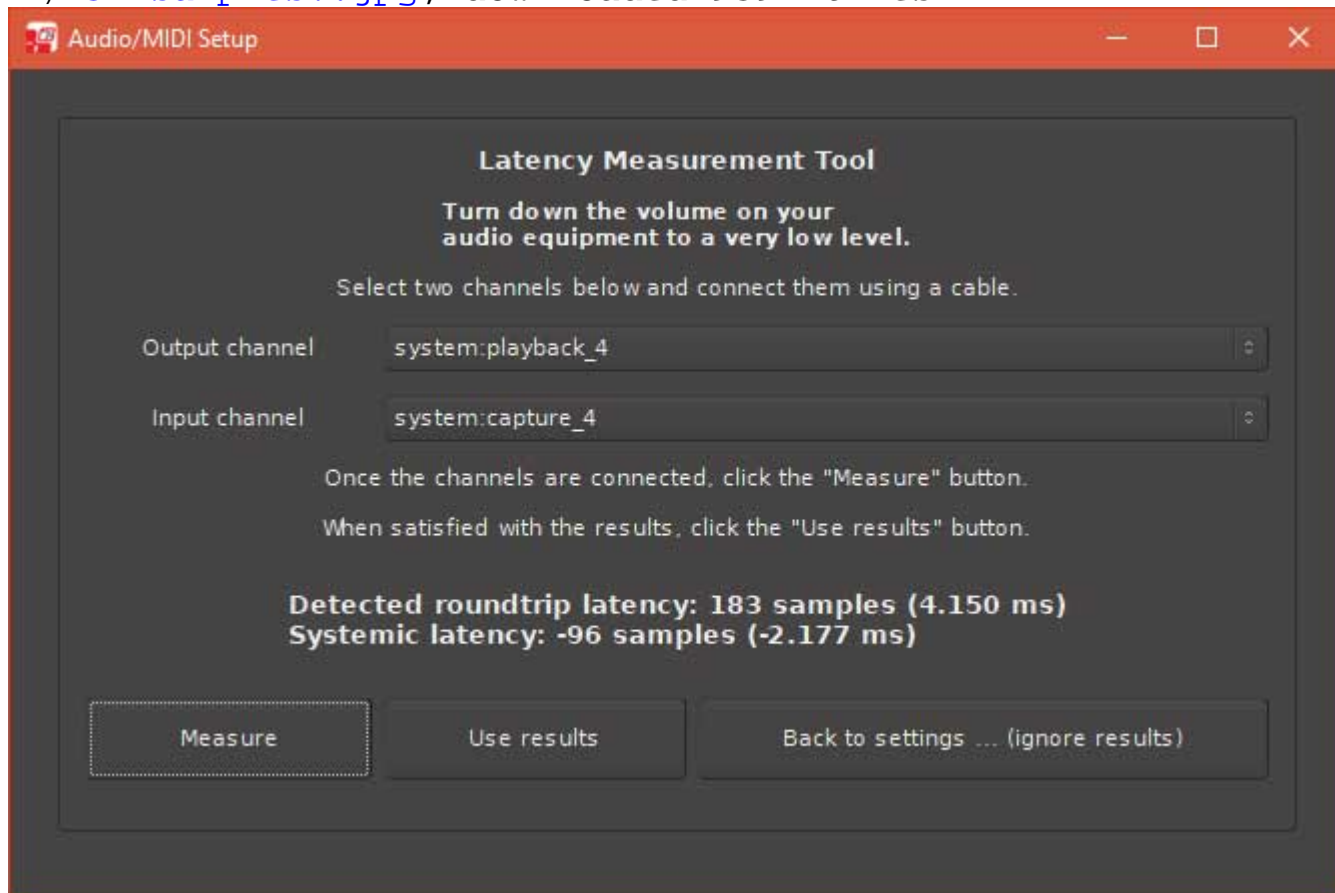 Audio/MIDI Setup
Latency Measurement Tool
Turn down the volume on your
audio equipment to a very low level.
Select two channels below and connect them using a cable.
Output channel system:playback_4
Input channel system:capture_4
Once the channels are connected, click the "Measure" button.
When satisfied with the results, click the "Use results" button.
Detected roundtrip latency: 183 samples (4.150 ms)
Systemic latency: -96 samples (-2.177 ms)
Measure Use results Back to settings ... (ignore results)